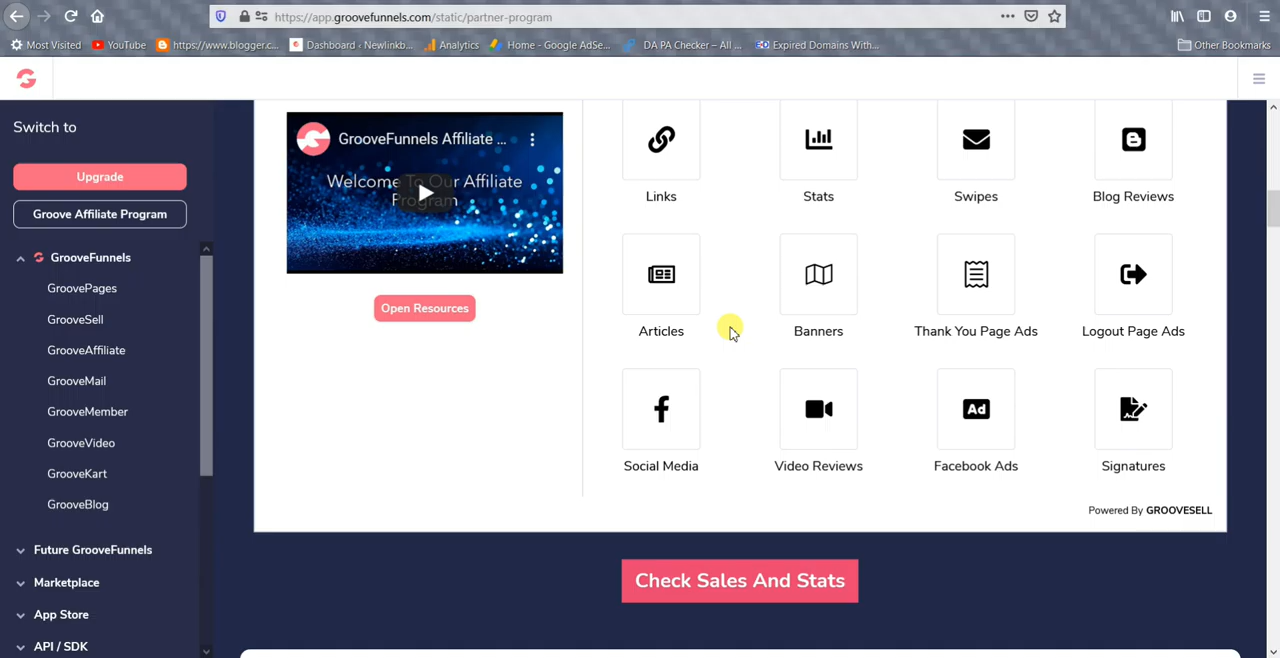 https://app.groovefunnels.com/static/partner-program
Most Visited
YouTube
https://www.blogger.c...
Dashboard ‹ Newlinkb...
Analytics
Home - Google AdSe...
DA PA Checker – All ...
Expired Domains With...
Other Bookmarks
Switch to
Upgrade
Groove Affiliate Program
GrooveFunnels
GroovePages
GrooveSell
GrooveAffiliate
GrooveMail
GrooveMember
GrooveVideo
GrooveKart
GrooveBlog
Future GrooveFunnels
Marketplace
App Store
API / SDK
GrooveFunnels Affiliate ...
Welcome To Our Affiliate
Program
Open Resources
Links
Stats
Swipes
Blog Reviews
Articles
Banners
Thank You Page Ads
Logout Page Ads
Ad
Social Media
Video Reviews
Facebook Ads
Signatures
Powered By GROOVESELL
Check Sales And Stats